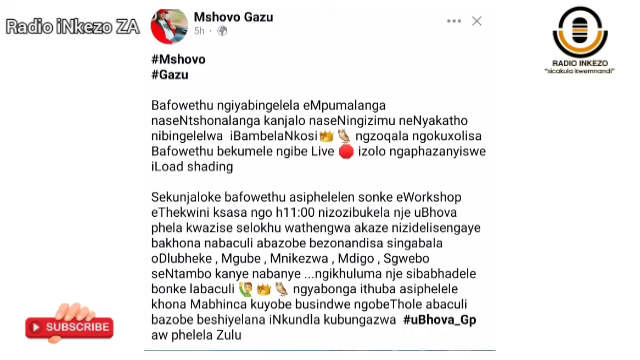 Radio iNkezo ZA
Mshovo Gazu
5h
RADIO INKEZO
"sicakula kwemnandi"
#Mshovo
#Gazu
Bafowethu ngiyabingelela eMpumalanga
naseNtshonalanga kanjalo naseNingizimu neNyakatho
nibingelelwa iBambelaNkosi👑🦉 ngzoqala ngokuxolisa
Bafowethu bekumele ngibe Live 🛑 izolo ngaphazanyiswe
iLoad shading
Sekunjaloke bafowethu asiphelelen sonke eWorkshop
eThekwini ksasa ngo h11:00 nizozibukela nje uBhova
phela kwazise selokhu wathengwa akaze nizidelisengaye
bakhona nabaculi abazobe bezonandisa singabala
oDlubheke , Mgube , Mnikezwa , Mdigo , Sgwebo
seNtambo kanye nabanye ...ngikhuluma nje sibabhadele
bonke labaculi 🙋‍♂️👑🦉 ngyabonga ithuba asiphelele
khona Mabhinca kuyobe busindwe ngobeThole abaculi
bazobe beshiyelana iNkundla kubungazwa #uBhova_Gp
aw phelela Zulu
SUBSCRIBE